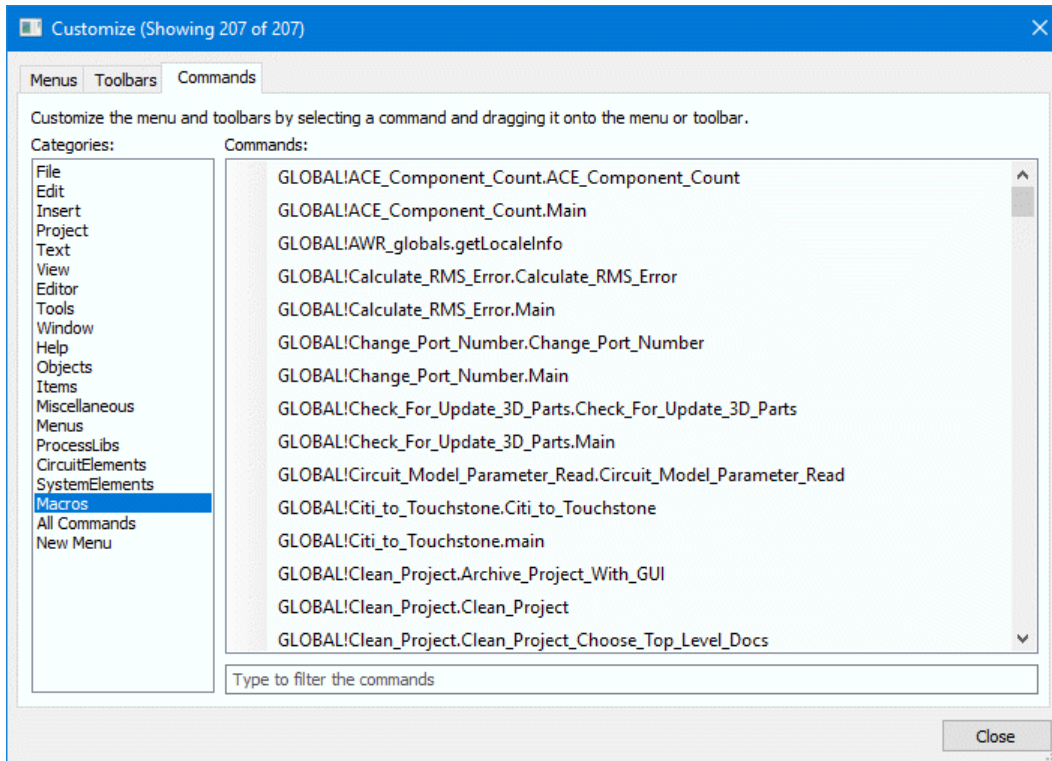 Customize (Showing 207 of 207)
Menus Toolbars Commands
Customize the menu and toolbars by selecting a command and dragging it onto the menu or toolbar.
Categories:
File
Edit
Insert
Project
Text
View
Editor
Tools
Window
Help
Objects
Items
Miscellaneous
Menus
ProcessLibs
CircuitElements
SystemElements
Macros
All Commands
New Menu
Commands:
GLOBAL!ACE_Component_Count.ACE_Component_Count
GLOBAL!ACE_Component_Count.Main
GLOBAL!AWR_globals.getLocaleInfo
GLOBAL!Calculate_RMS_Error.Calculate_RMS_Error
GLOBAL!Calculate_RMS_Error.Main
GLOBAL!Change_Port_Number.Change_Port_Number
GLOBAL!Change_Port_Number.Main
GLOBAL!Check_For_Update_3D_Parts.Check_For_Update_3D_Parts
GLOBAL!Check_For_Update_3D_Parts.Main
GLOBAL!Circuit_Model_Parameter_Read.Circuit_Model_Parameter_Read
GLOBAL!Citi_to_Touchstone.Citi_to_Touchstone
GLOBAL!Citi_to_Touchstone.main
GLOBAL!Clean_Project.Archive_Project_With_GUI
GLOBAL!Clean_Project.Clean_Project
GLOBAL!Clean_Project.Clean_Project_Choose_Top_Level_Docs
Type to filter the commands
Close